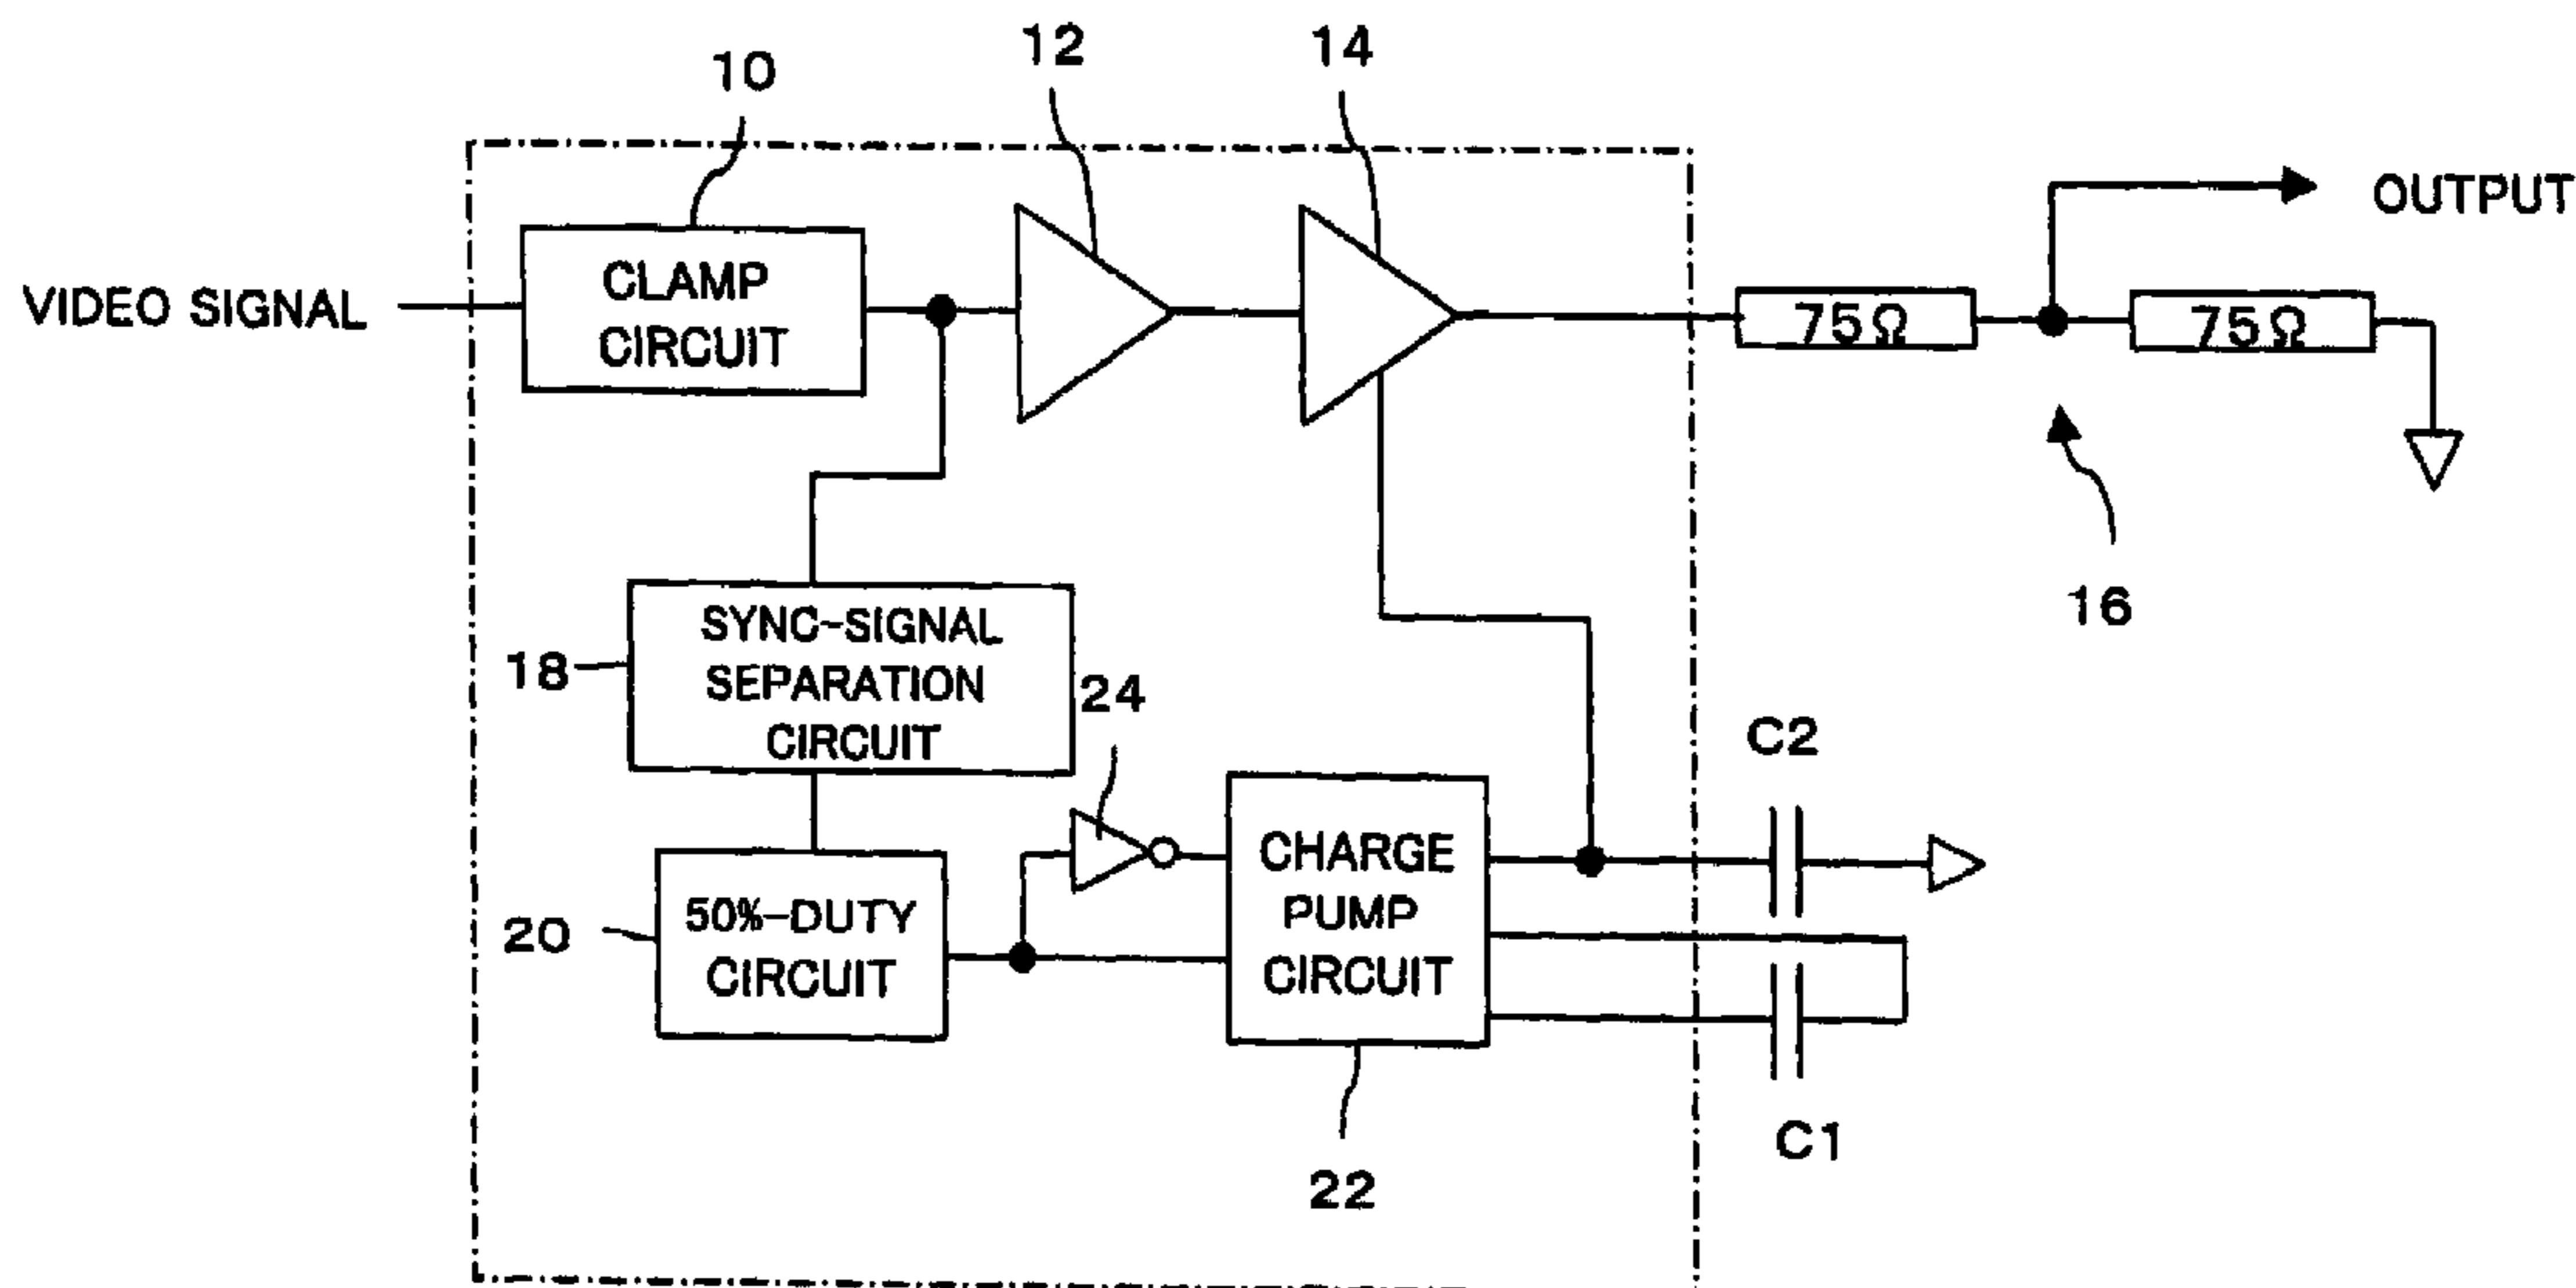 12
14
10
OUTPUT
CLAMP
CIRCUIT
VIDEO SIGNAL
75Ω
75Ω
16
SYNC-SIGNAL
SEPARATION
CIRCUIT
18
24
C2
CHARGE
PUMP
CIRCUIT
50%-DUTY
CIRCUIT
20
C1
22